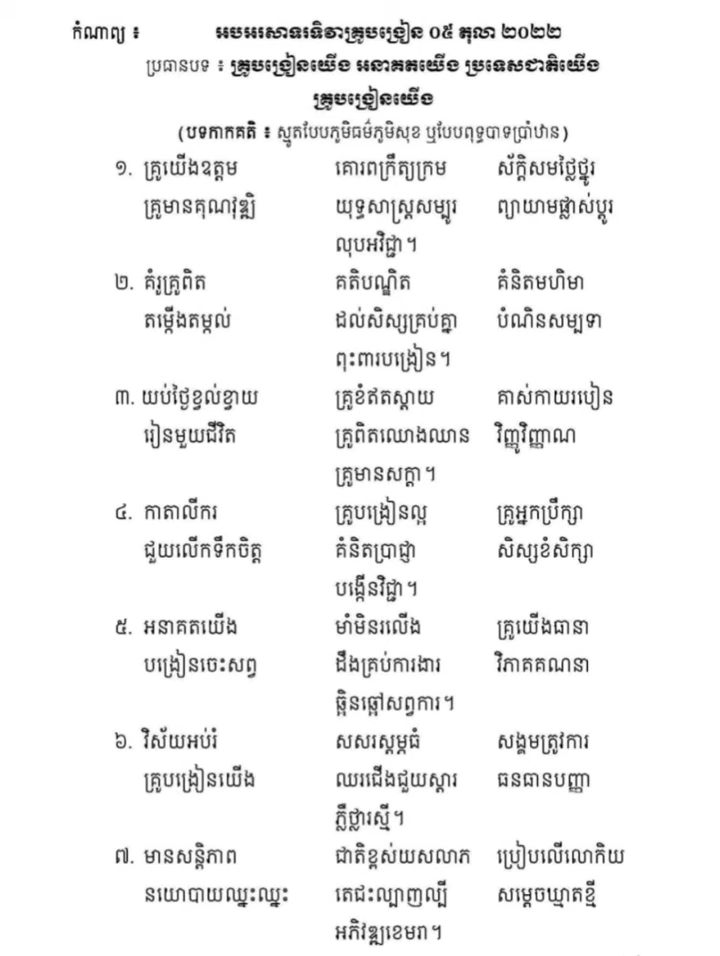 កំណាព្យ ៖ អបអរសាទរទិវាគ្រូបង្រៀន ០៥ តុលា ២០២២
ប្រធានបទ ៖ គ្រូបង្រៀនយើង អនាគតយើង ប្រទេសជាតិយើង
គ្រូបង្រៀនយើង
(បទកាកគតិ ៖ ស្មូតបែបភូមិធម៌ភូមិសុខ ឬបែបពុទ្ធបាទប្រាំឋាន)
១. គ្រូយើងឧត្តម គោរពក្រឹត្យក្រម ស័ក្តិសមថ្លៃថ្នូរ
គ្រូមានគុណវុឌ្ឍិ យុទ្ធសាស្ត្រសម្បូរ ព្យាយាមផ្លាស់ប្តូរ
លុបអវិជ្ជា។
២. គំរូគ្រូពិត គតិបណ្ឌិត គំនិតមហិមា
តម្កើងតម្កល់ ដល់សិស្សគ្រប់គ្នា បំណិនសម្បទា
ពុះពារបង្រៀន។
៣. យប់ថ្ងៃខ្វល់ខ្វាយ គ្រូខំឥតស្តាយ គាស់កាយរបៀន
រៀនមួយជីវិត គ្រូពិតឈោងឈាន វិញ្ញូវិញ្ញាណ
គ្រូមានសក្តា។
៤. កាតាលីករ គ្រូបង្រៀនល្អ គ្រូអ្នកប្រឹក្សា
ជួយលើកទឹកចិត្ត គំនិតប្រាជ្ញា សិស្សខំសិក្សា
បង្កើនវិជ្ជា។
៥. អនាគតយើង មាំមិនរលើង គ្រូយើងធានា
បង្រៀនចេះសព្វ ដឹងគ្រប់ការងារ វិភាគគណនា
ឆ្អិនឆ្អៅសព្វការ។
៦. វិស័យអប់រំ សសរស្តម្ភធំ សង្គមត្រូវការ
គ្រូបង្រៀនយើង ឈរជើងជួយស្តារ ធនធានបញ្ញា
ភ្លឺថ្លារស្មី។
៧. មានសន្តិភាព ជាតិខ្ពស់យសលាភ ប្រៀបលើលោកិយ
នយោបាយឈ្នះឈ្នះ តេជះល្បាញល្បី សម្តេចឃ្មាតខ្មី
អភិវឌ្ឍខេមរា។